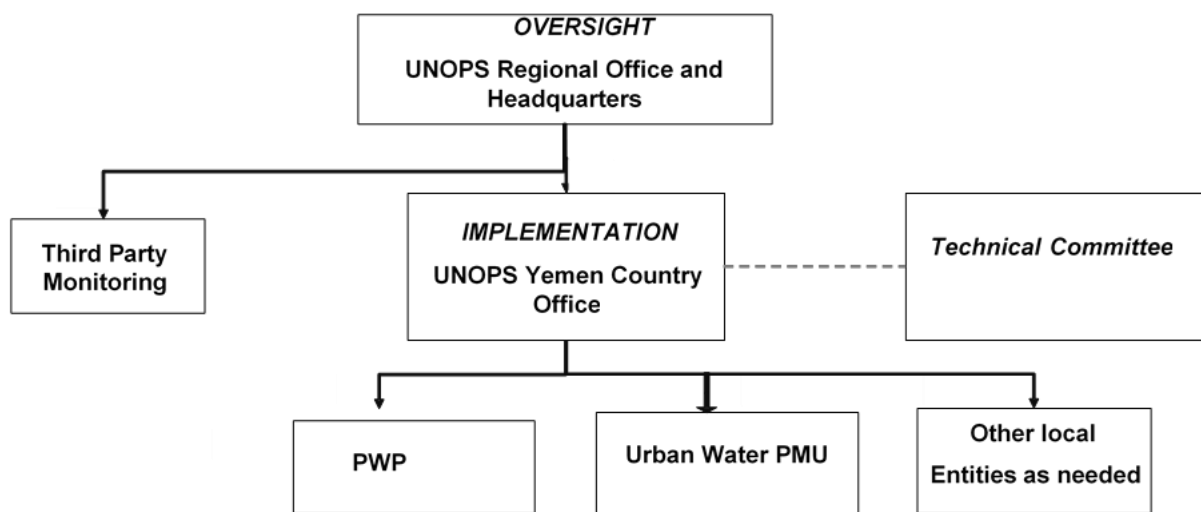 OVERSIGHT
UNOPS Regional Office and
Headquarters
Third Party
Monitoring
IMPLEMENTATION
UNOPS Yemen Country
Office
Technical Committee
PWP
Urban Water PMU
Other local
Entities as needed